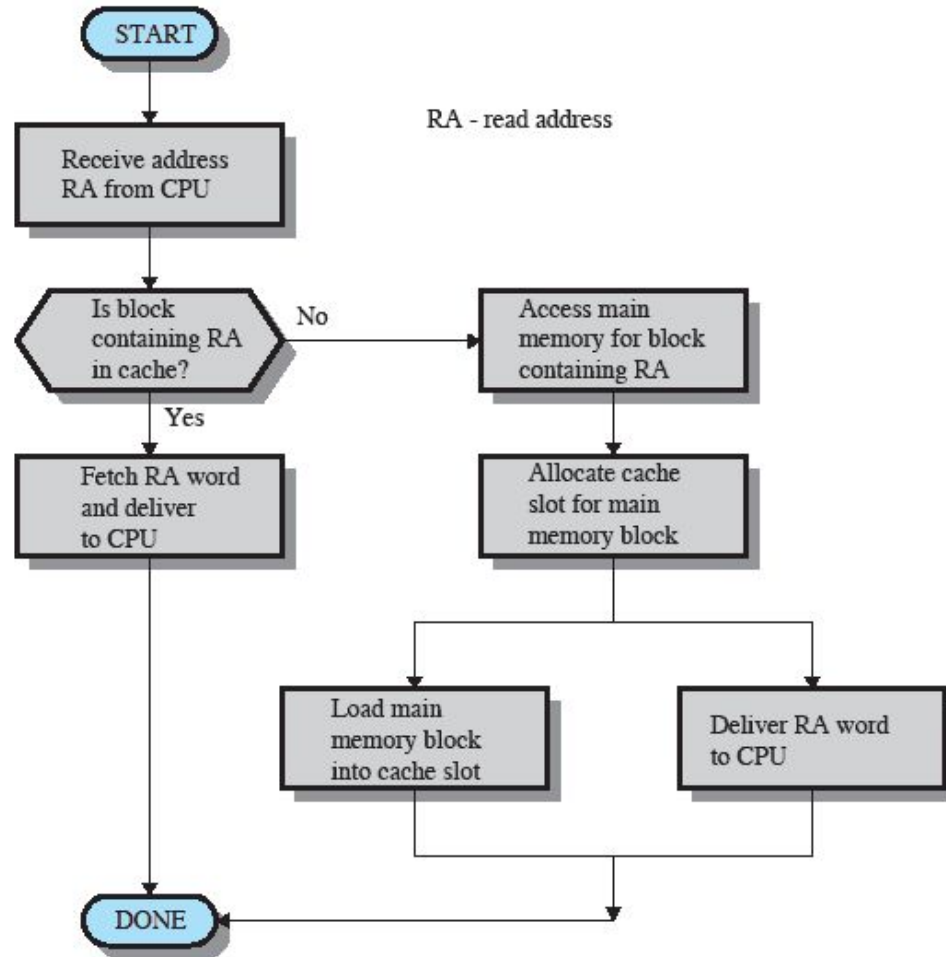 START
RA - read address
Receive address
RA from CPU
Is block
containing RA
in cache?
No
Access main
memory for block
containing RA
Yes
Fetch RA word
and deliver
to CPU
Allocate cache
slot for main
memory block
Load main
memory block
into cache slot
Deliver RA word
to CPU
DONE